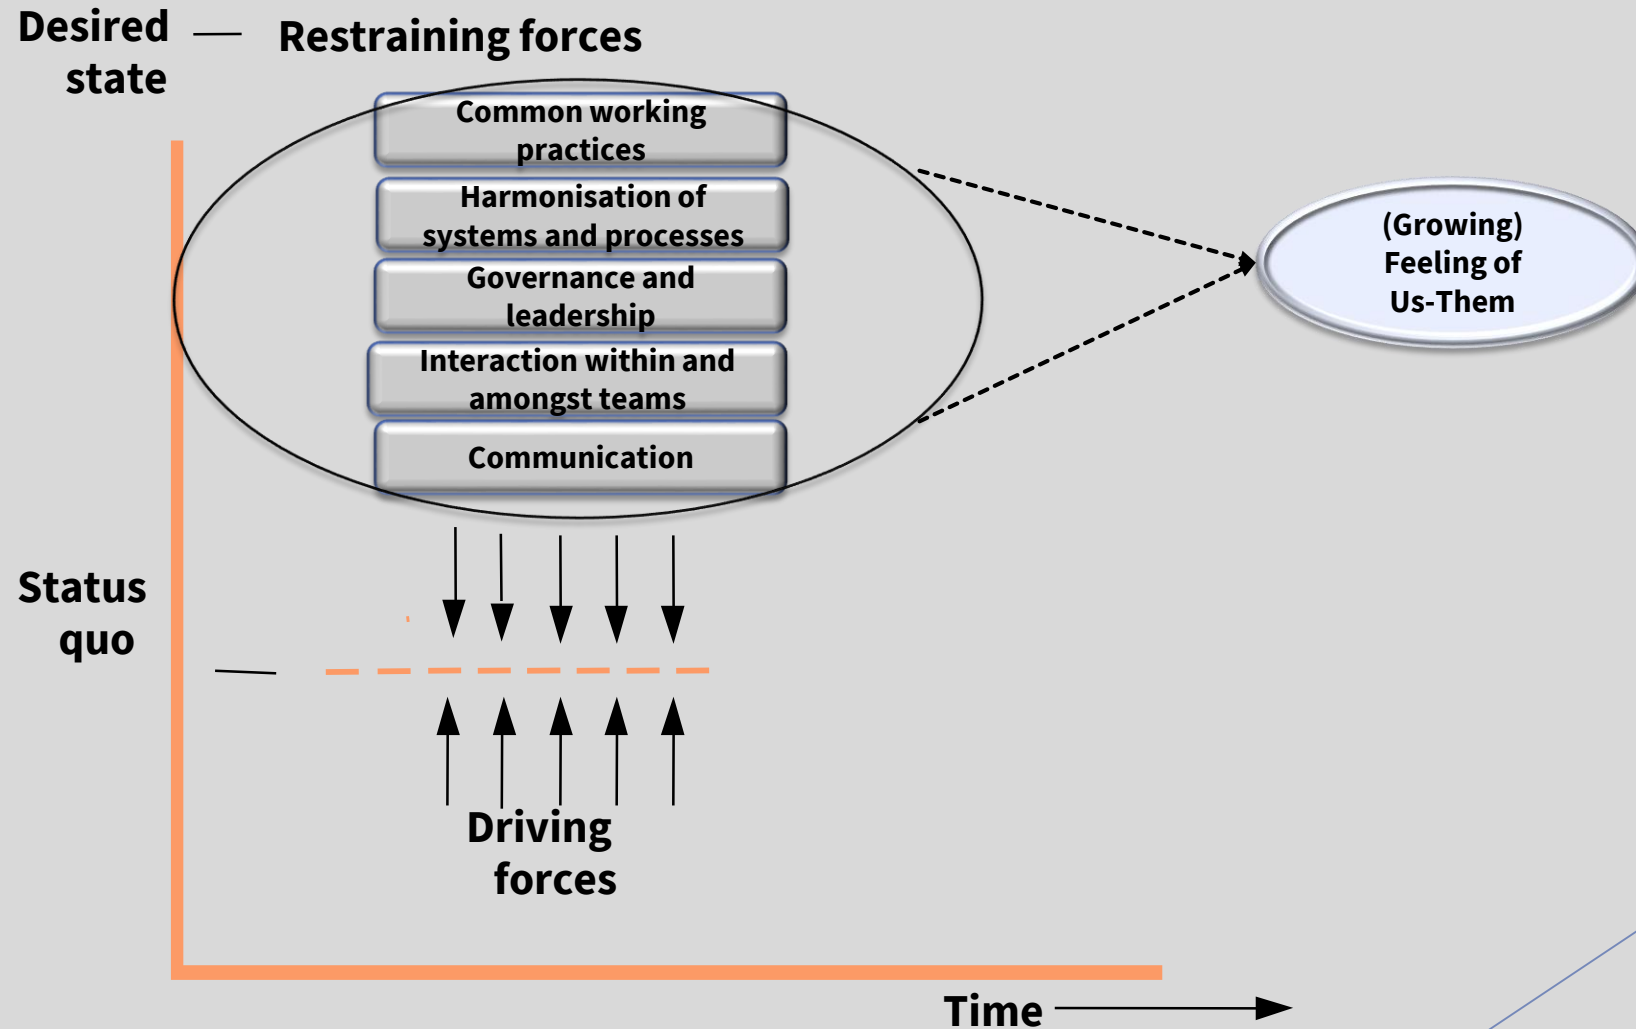 Desired
state
Restraining forces
Common working
practices
Harmonisation of
systems and processes
Governance and
leadership
Interaction within and
amongst teams
Communication
(Growing)
Feeling of
Us-Them
Status
quo
Driving
forces
Time